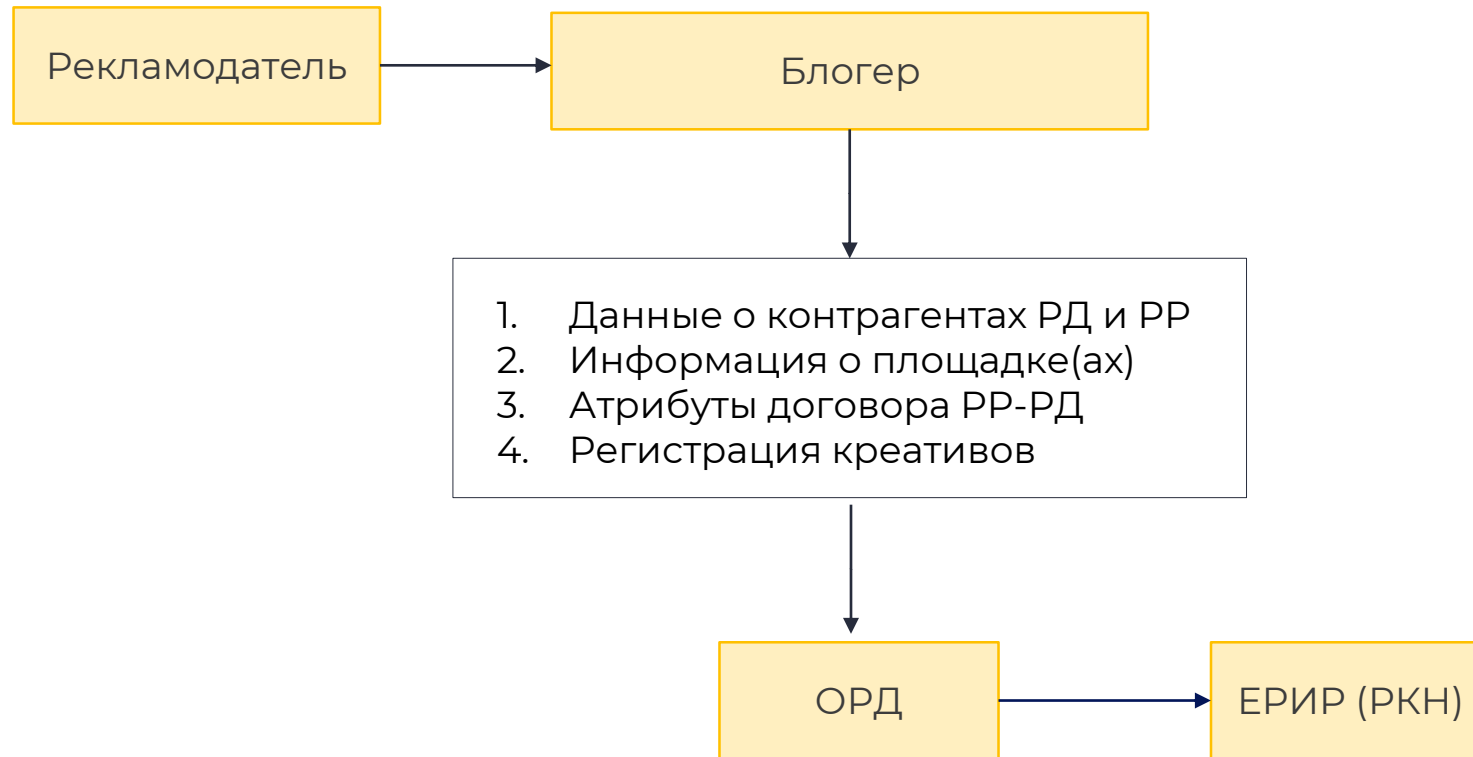 Рекламодатель
Блогер
1. Данные о контрагентах РД и РР
2. Информация о площадке(ах)
3. Атрибуты договора РР-РД
4. Регистрация креативов
ОРД
ЕРИР (РКН)